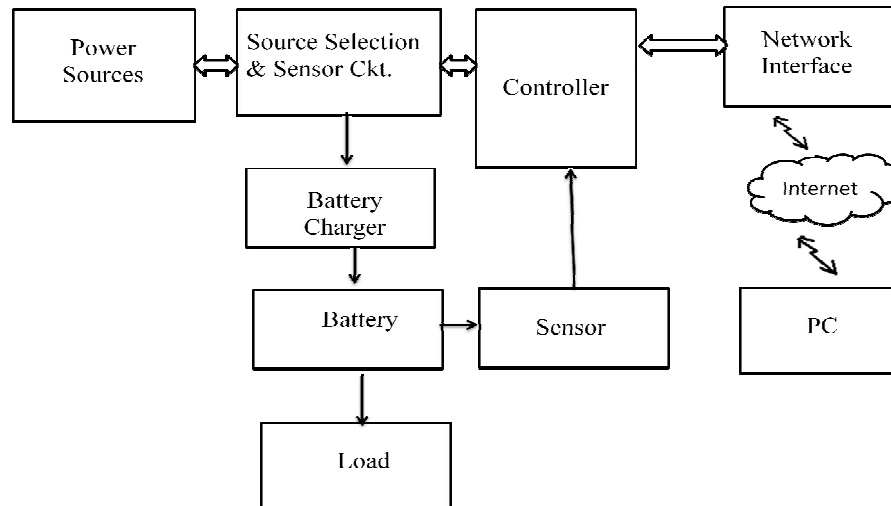 Power
Sources
Source Selection
& Sensor Ckt.
Controller
Network
Interface
Battery
Charger
Internet
Battery
Sensor
PC
Load